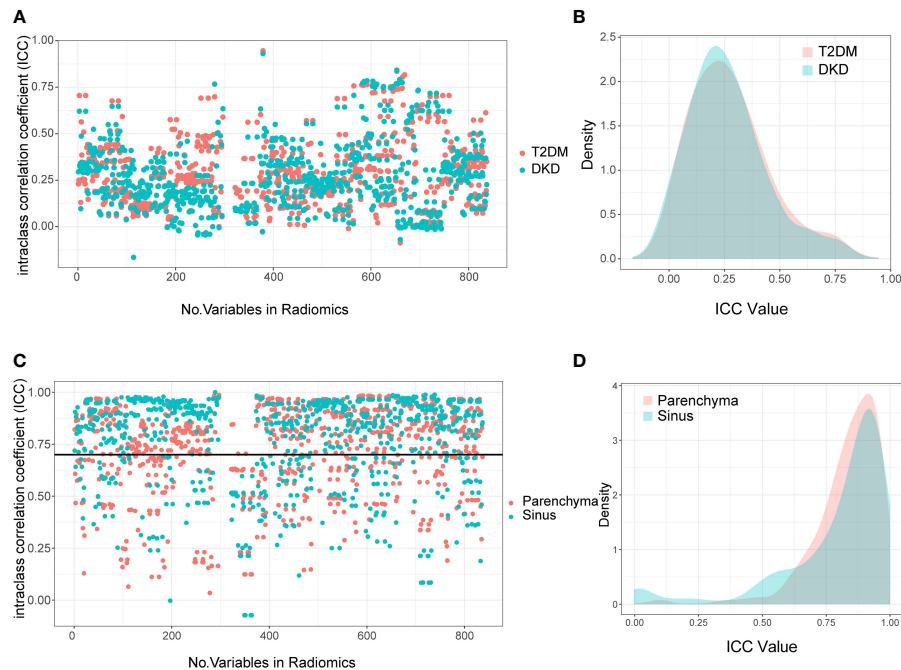 A
B
intraclass correlation coefficient (ICC)
1.00
0.75
0.50
0.25
0.00
0
200
400
600
800
No.Variables in Radiomics
T2DM
DKD
Density
2.5
2.0
1.5
1.0
0.5
0.0
0.00
0.25
0.50
0.75
1.00
ICC Value
T2DM
DKD
C
D
intraclass correlation coefficient (ICC)
1.00
0.75
0.50
0.25
0.00
0
200
400
600
800
No.Variables in Radiomics
Parenchyma
Sinus
Density
4
3
2
1
0
0.00
0.25
0.50
0.75
1.00
ICC Value
Parenchyma
Sinus